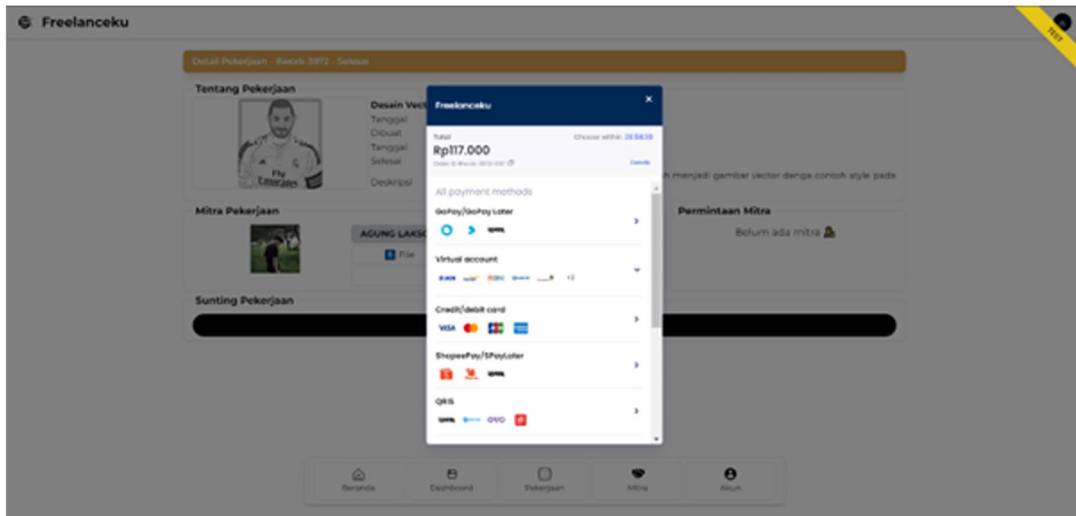 Freelanceku
TEST
Detail Pekerjaan - #work-3972 - Selesai
Tentang Pekerjaan
Fly
Emirates
Desain Vect
Tanggal
Dibuat
Tanggal
Selesai
Deskripsi
h menjadi gambar vector denga contoh style pada
Mitra Pekerjaan
AGUNG LAKSO
File
Permintaan Mitra
Belum ada mitra
Sunting Pekerjaan
Freelanceku
×
Total
Choose within
Rp117.000
Details
All payment methods
GoPay/GoPay Later
Virtual account
+2
Credit/debit card
VISA
ShopeePay/SPayLater
QRIS
OVO
Beranda
Dashboard
Pekerjaan
Mitra
Akun